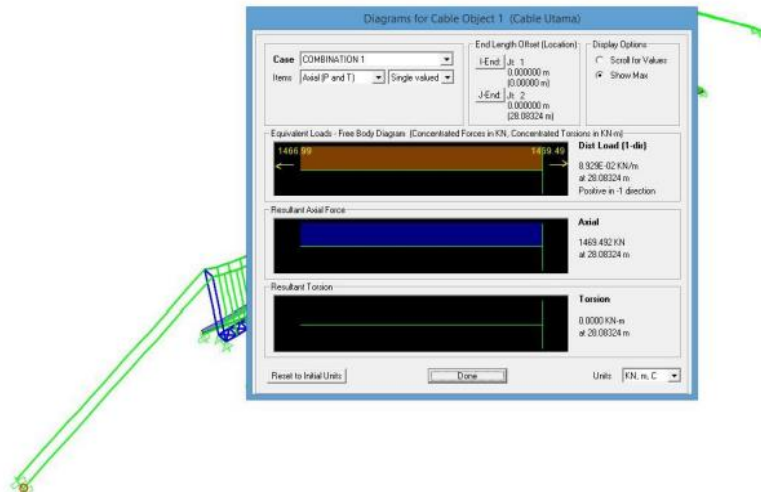 Diagrams for Cable Object 1 (Cable Utama)
Case COMBINATION 1
Items Axial (P and T) Single valued
End Length Offset (Location)
I-End: Jt: 1
0.000000 m
(0.00000 m)
J-End: Jt: 2
0.000000 m
(28.08324 m)
Display Options
Scroll for Values
Show Max
Equivalent Loads - Free Body Diagram (Concentrated Forces in KN, Concentrated Torsions in KN-m)
1466.99 1469.49
Dist Load (1-dir)
8.929E-02 KN/m
at 28.08324 m
Positive in -1 direction
Resultant Axial Force
Axial
1469.492 KN
at 28.08324 m
Resultant Torsion
Torsion
0.0000 KN-m
at 28.08324 m
Reset to Initial Units Done Units KN, m, C